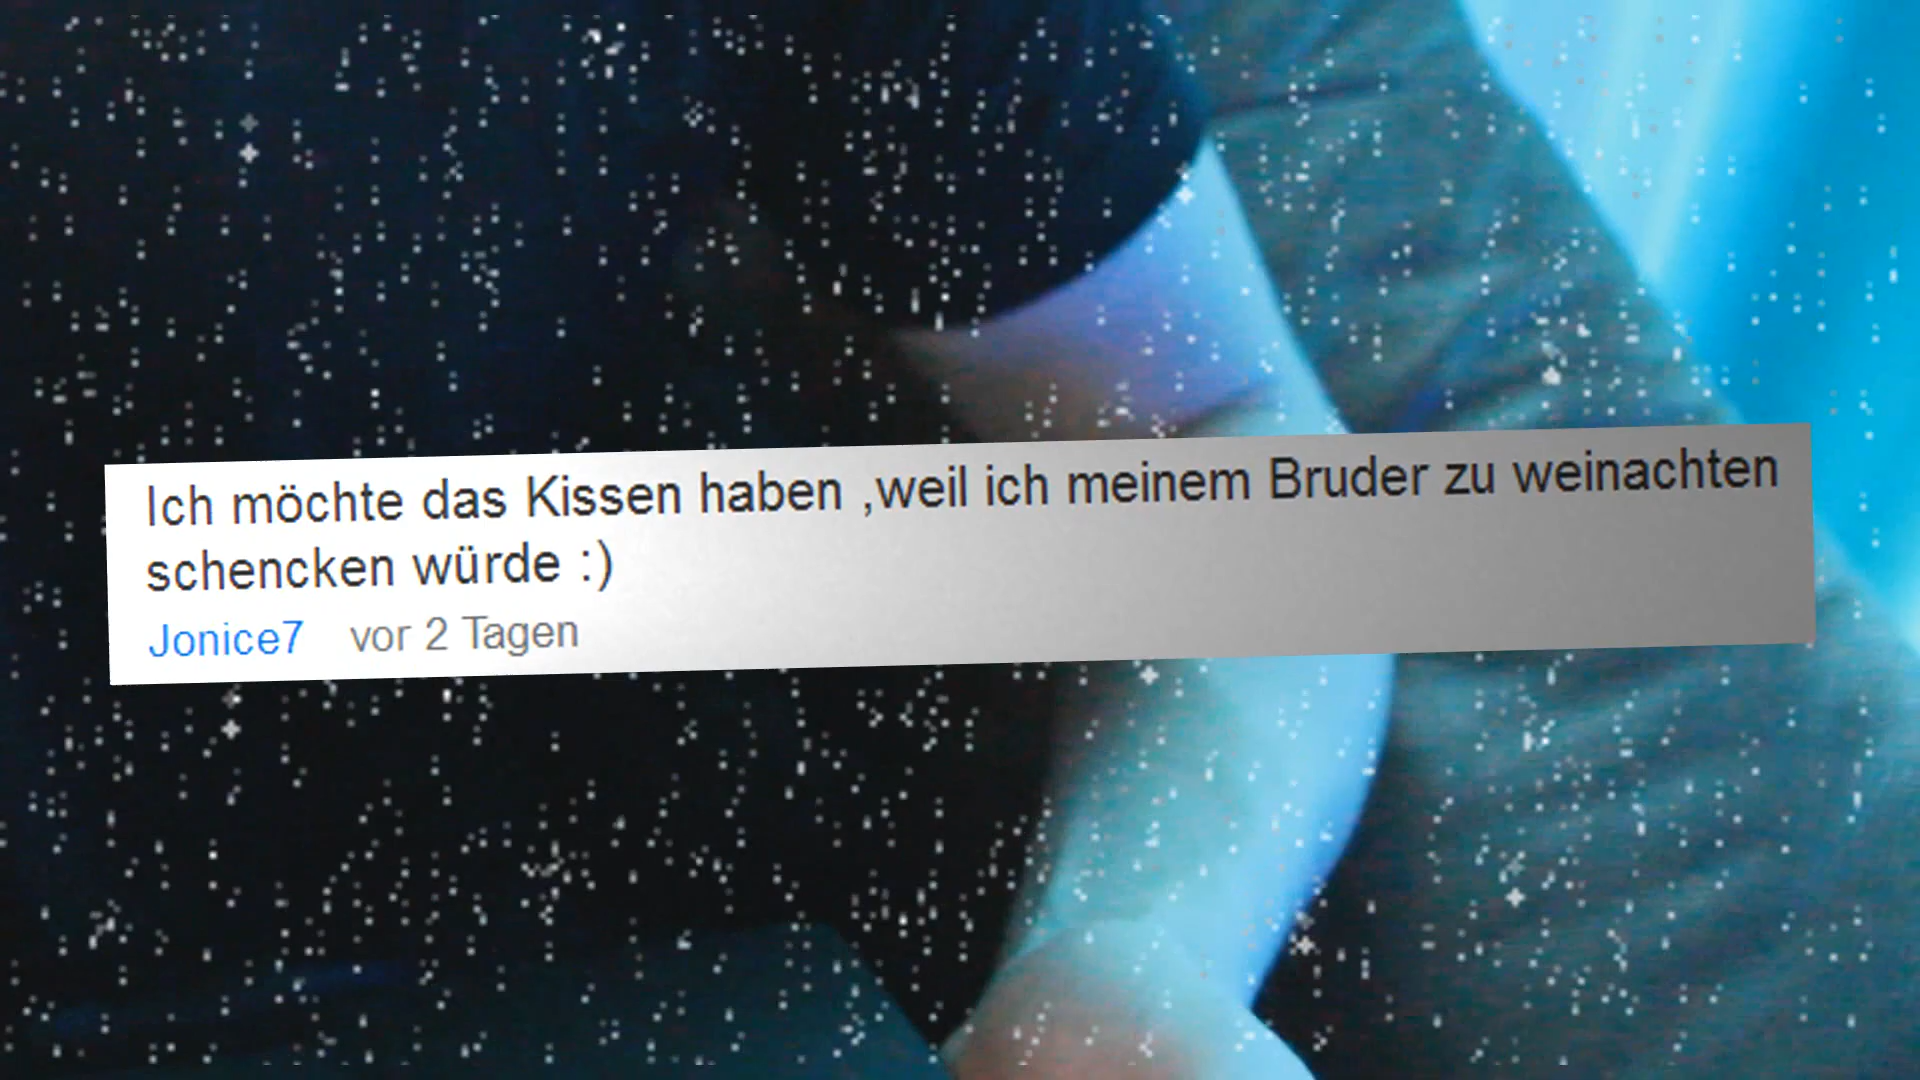 Ich möchte das Kissen haben ,weil ich meinem Bruder zu weinachten
schencken würde :)
Jonice7 vor 2 Tagen